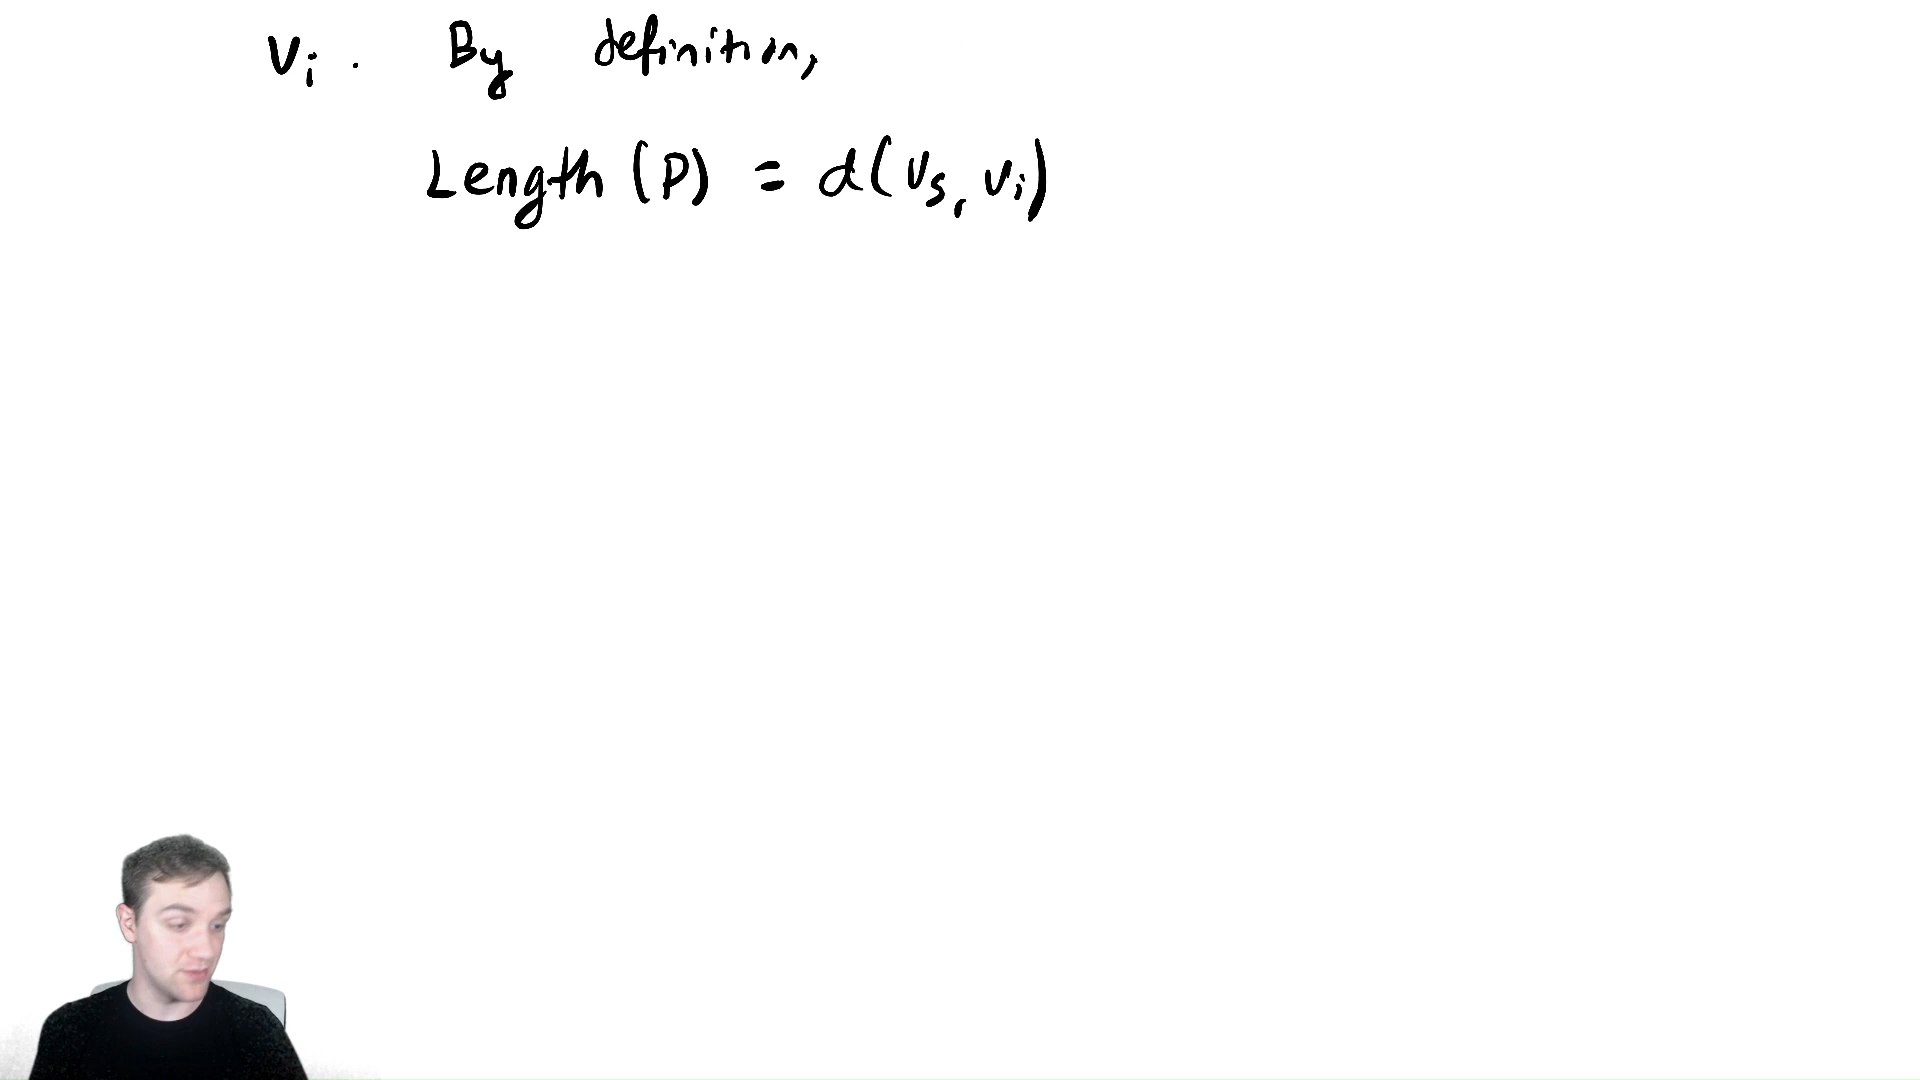 vᵢ. By definition,
Length (P) = d(vₛ, vᵢ)